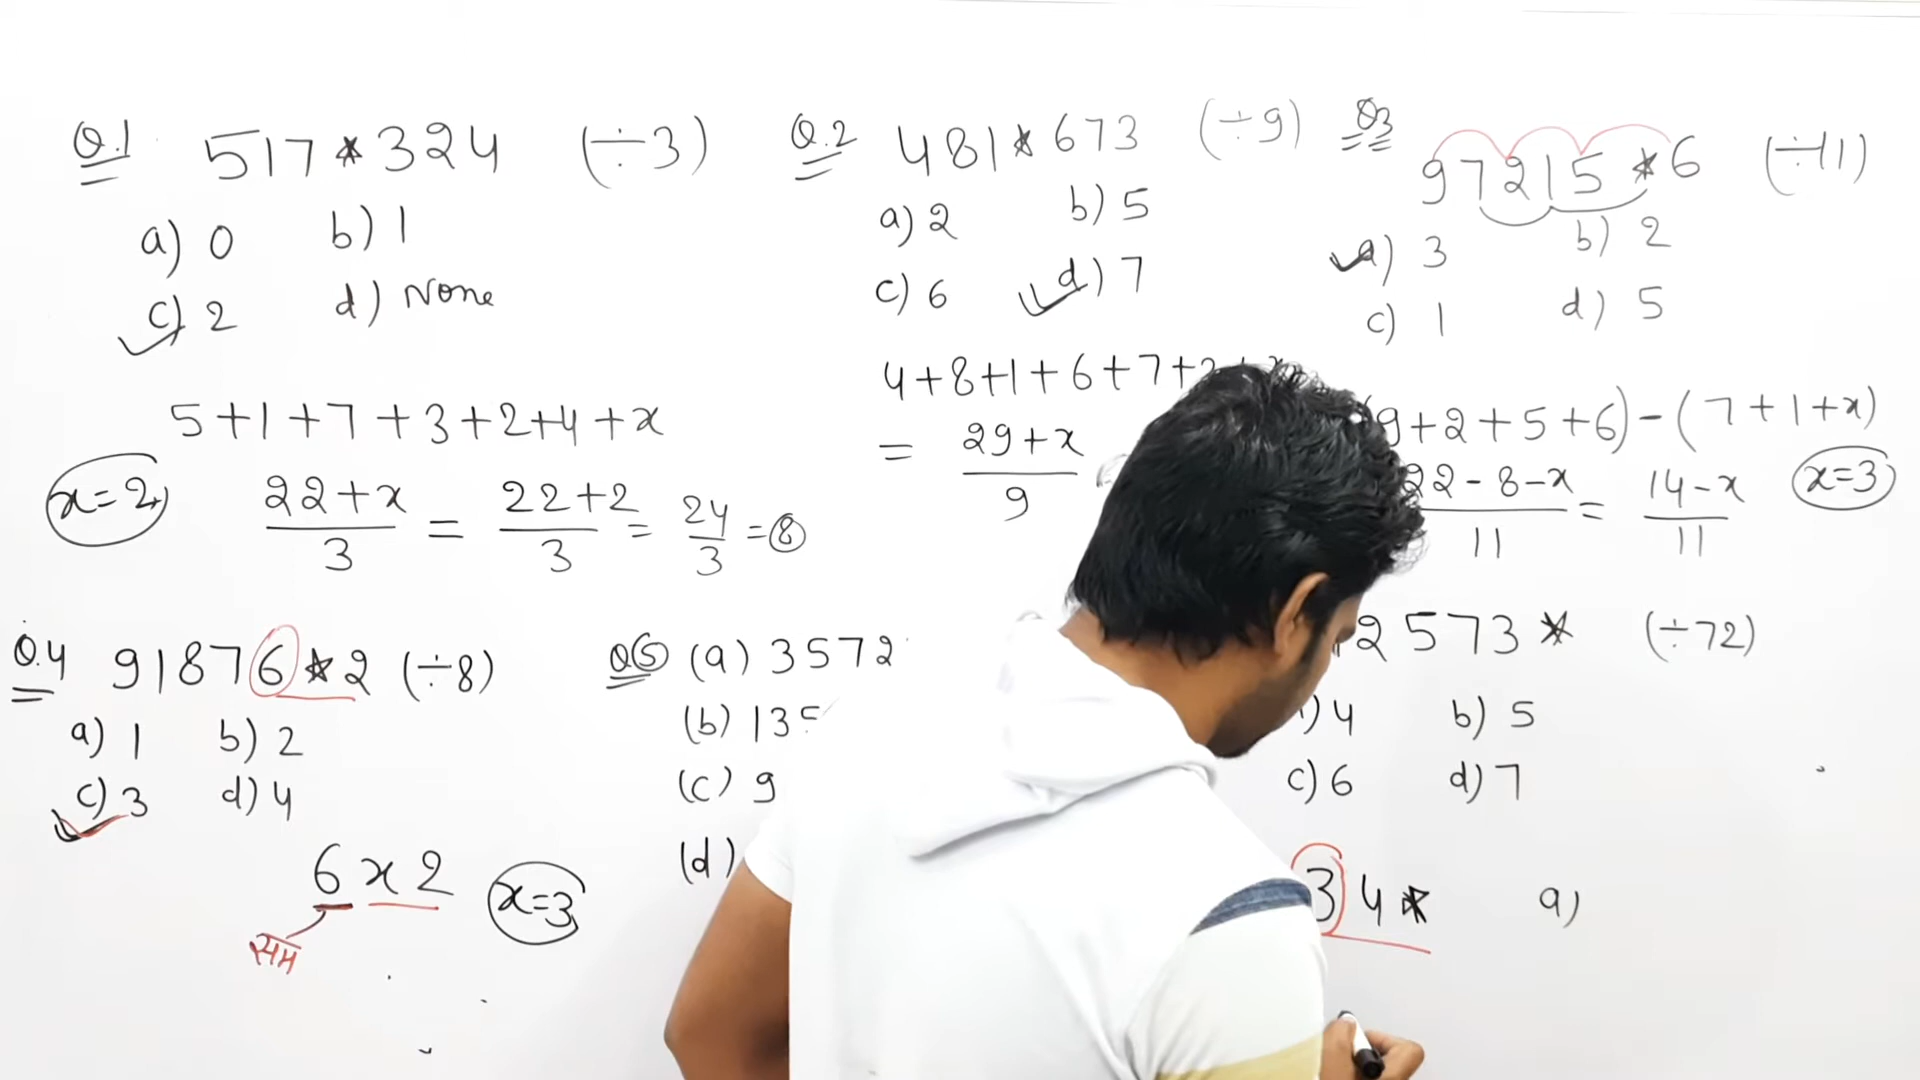 Q.1 517*324 (÷3)
a) 0 b) 1
c) 2 d) None
5+1+7+3+2+4+x
x=2 22+x/3 = 22+2/3 = 24/3 = 8
Q.2 481*673 (÷9)
a) 2 b) 5
c) 6 d) 7
4+8+1+6+7+
= 29+x/9
Q3 97215*6 (÷11)
a) 3 b) 2
c) 1 d) 5
9+2+5+6)-(7+1+x)
22-8-x/11 = 14-x/11 x=3
Q.4 91876*2 (÷8)
a) 1 b) 2
c) 3 d) 4
6x2 x=3
सम
Q5 (a) 3572
(b) 135
(c) 9
(d)
2573* (÷72)
4 b) 5
c) 6 d) 7
34* a)